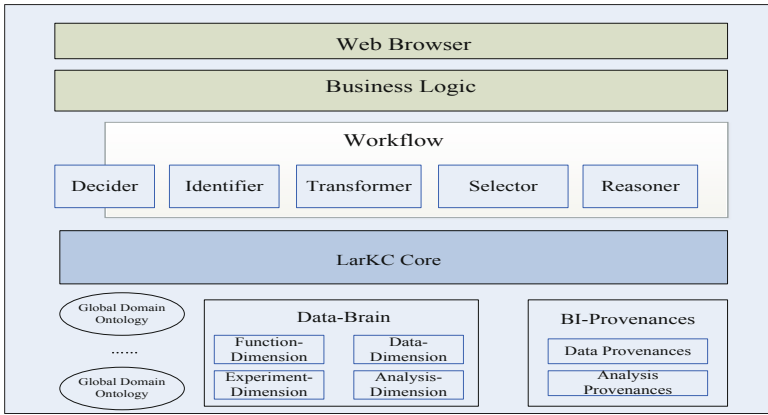 Web Browser
Business Logic
Workflow
Decider
Identifier
Transformer
Selector
Reasoner
LarKC Core
Global Domain
Ontology
......
Global Domain
Ontology
Data-Brain
Function-
Dimension
Data-
Dimension
Experiment-
Dimension
Analysis-
Dimension
BI-Provenances
Data Provenances
Analysis
Provenances